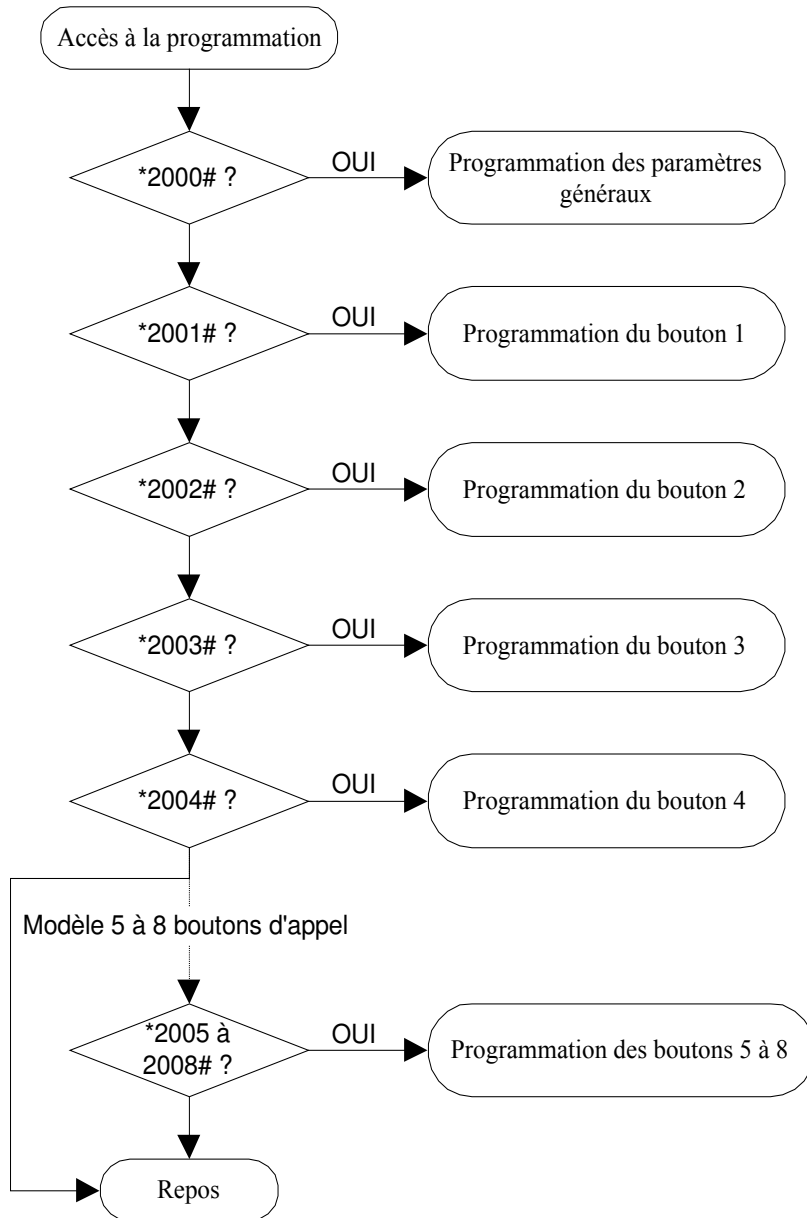 Accès à la programmation
*2000# ?
OUI
Programmation des paramètres
généraux
*2001# ?
OUI
Programmation du bouton 1
*2002# ?
OUI
Programmation du bouton 2
*2003# ?
OUI
Programmation du bouton 3
*2004# ?
OUI
Programmation du bouton 4
Modèle 5 à 8 boutons d'appel
*2005 à
2008# ?
OUI
Programmation des boutons 5 à 8
Repos